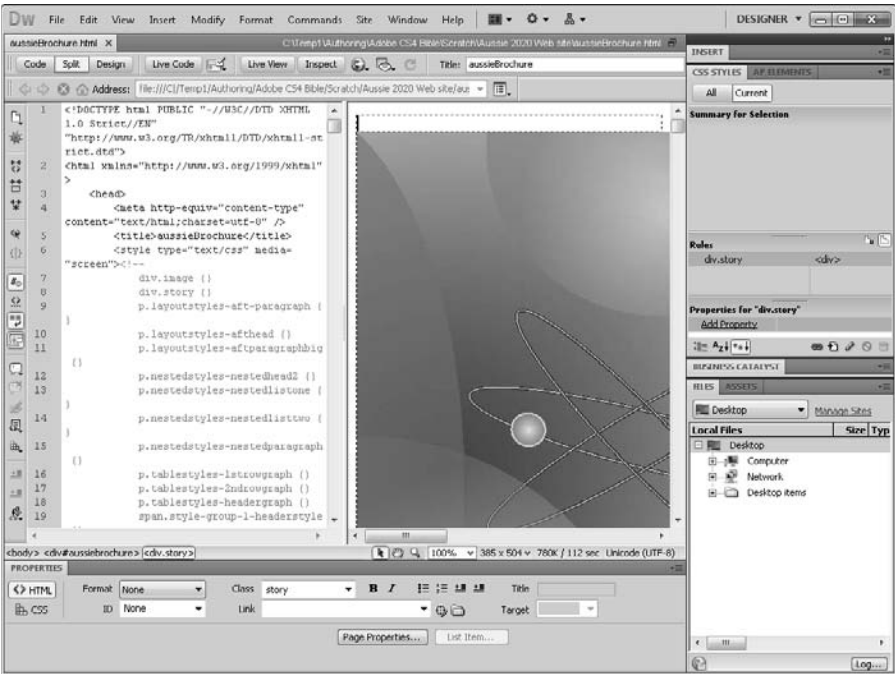 DW File Edit View Insert Modify Format Commands Site Window Help DESIGNER
aussieBrochure.html C:\Temp1\Authoring\Adobe CS4 Bible\Scratch\Aussie 2020 Web site\aussieBrochure.html
Code Split Design Live Code Live View Inspect Title: aussieBrochure
Address: file:///C|/Temp1/Authoring/Adobe CS4 Bible/Scratch/Aussie 2020 Web site/aus
1 <!DOCTYPE html PUBLIC "-//W3C//DTD XHTML
1.0 Strict//EN"
"http://www.w3.org/TR/xhtml1/DTD/xhtml1-st
rict.dtd">
2 <html xmlns="http://www.w3.org/1999/xhtml"
>
3 <head>
4 <meta http-equiv="content-type"
content="text/html;charset=utf-8" />
5 <title>aussieBrochure</title>
6 <style type="text/css" media=
"screen"><!--
7 div.image {}
8 div.story {}
9 p.layoutstyles-aft-paragraph {
}
10 p.layoutstyles-afthead {}
11 p.layoutstyles-aftparagraphbig
{}
12 p.nestedstyles-nestedhead2 {}
13 p.nestedstyles-nestedlistone {
}
14 p.nestedstyles-nestedlisttwo {
}
15 p.nestedstyles-nestedparagraph
{}
16 p.tablestyles-1strowgraph {}
17 p.tablestyles-2ndrowgraph {}
18 p.tablestyles-headergraph {}
19 span.style-group-1-headerstyle
<body> <div#aussiebrochure> <div.story> 100% 385 x 504 780K / 112 sec Unicode (UTF-8)
PROPERTIES
<> HTML Format None Class story B I Title
CSS ID None Link Target
Page Properties... List Item...
INSERT
CSS STYLES AP ELEMENTS
All Current
Summary for Selection
Rules
div.story <div>
Properties for "div.story"
Add Property
BUSINESS CATALYST
FILES ASSETS
Desktop Manage Sites
Local Files Size Typ
Desktop
Computer
Network
Desktop items
Log...